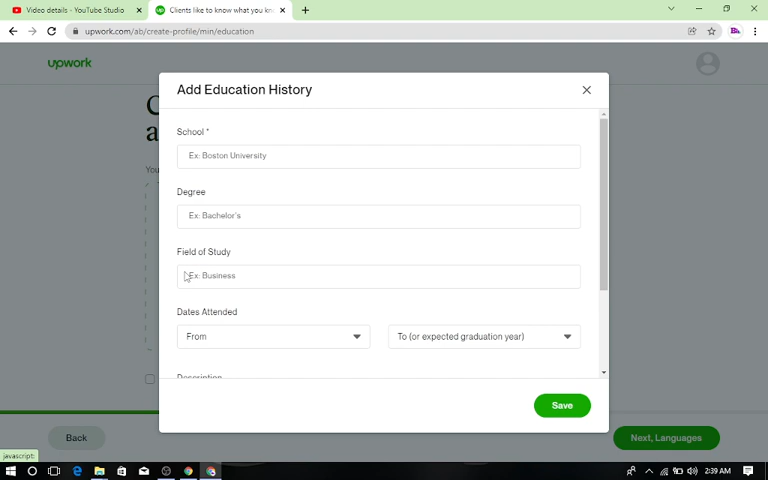 Video details - YouTube Studio
Clients like to know what you kn
upwork.com/ab/create-profile/min/education
upwork
C
a
You
Add Education History
School *
Ex: Boston University
Degree
Ex: Bachelor's
Field of Study
Ex: Business
Dates Attended
From
To (or expected graduation year)
Description
Save
Back
Next, Languages
javascript:
2:39 AM